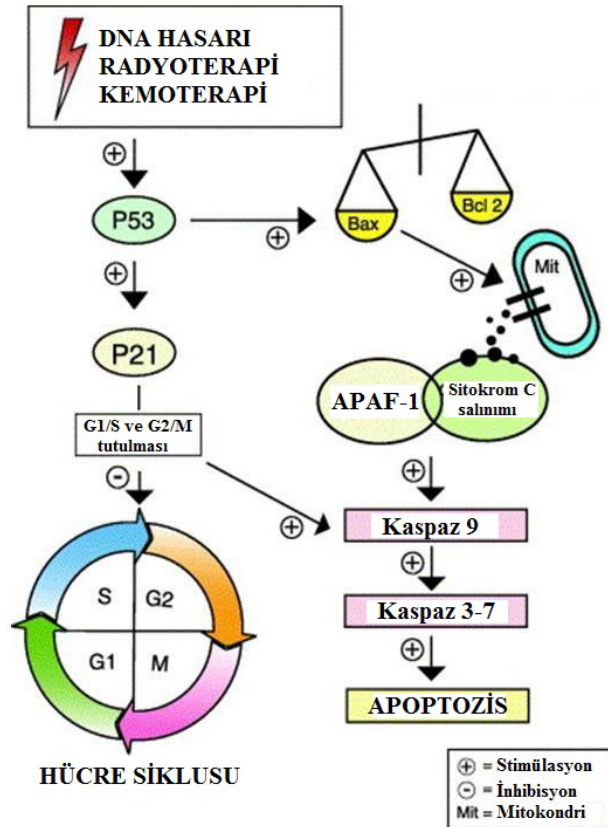 DNA HASARI
RADYOTERAPİ
KEMOTERAPİ
+
P53
+
Bax
Bcl 2
+
Mit
+
P21
APAF-1
Sitokrom C
salınımı
G1/S ve G2/M
tutulması
+
-
+
Kaspaz 9
+
S
G2
G1
M
Kaspaz 3-7
+
APOPTOZİS
HÜCRE SİKLUSU
+ = Stimülasyon
- = İnhibisyon
Mit = Mitokondri